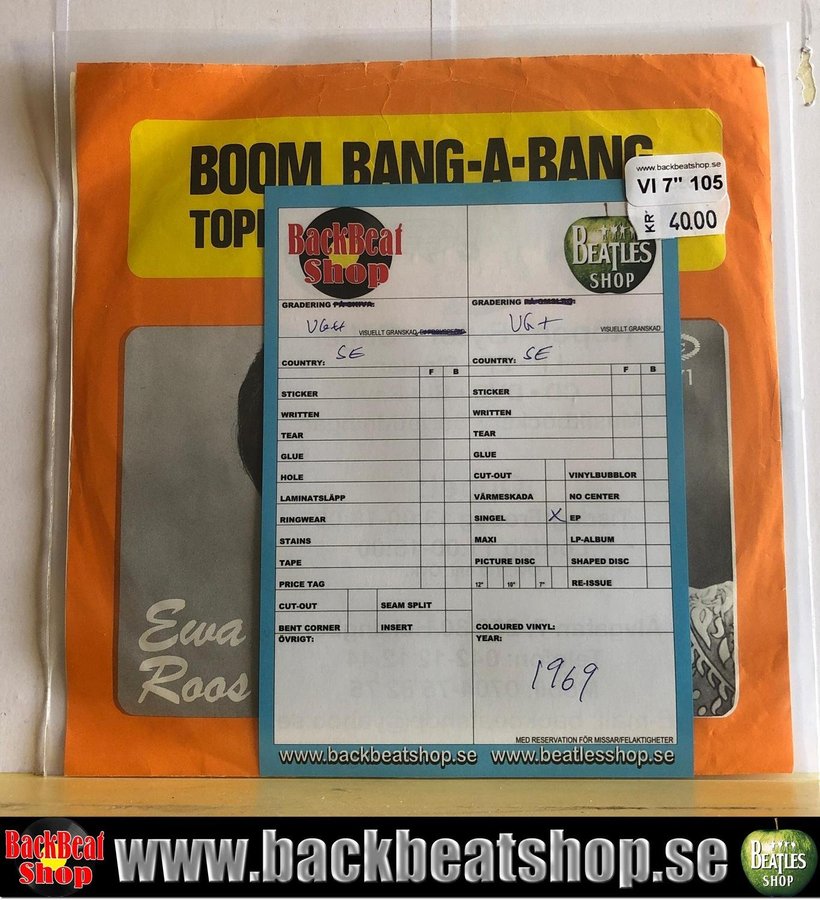 BOOM BANG-A-BANG
TOP
www.backbeatshop.se
VI 7" 105
KR 40.00
BackBeat
Shop
BEATLES
SHOP
GRADERING PÅ SKIVA:
VG++ VISUELLT GRANSKAD
COUNTRY: SE
F B
STICKER
WRITTEN
TEAR
GLUE
HOLE
LAMINATSLÄPP
RINGWEAR
STAINS
TAPE
PRICE TAG
CUT-OUT SEAM SPLIT
BENT CORNER INSERT
ÖVRIGT:
GRADERING PÅ OMSLAG:
VG+ VISUELLT GRANSKAD
COUNTRY: SE
F B
STICKER
WRITTEN
TEAR
GLUE
CUT-OUT VINYLBUBBLOR
VÄRMESKADA NO CENTER
SINGEL X EP
MAXI LP-ALBUM
PICTURE DISC SHAPED DISC
12" 10" 7" RE-ISSUE
COLOURED VINYL:
YEAR:
1969
MED RESERVATION FÖR MISSAR/FELAKTIGHETER
www.backbeatshop.se www.beatlesshop.se
Ewa
Roos
BackBeat
Shop
www.backbeatshop.se
BEATLES
SHOP